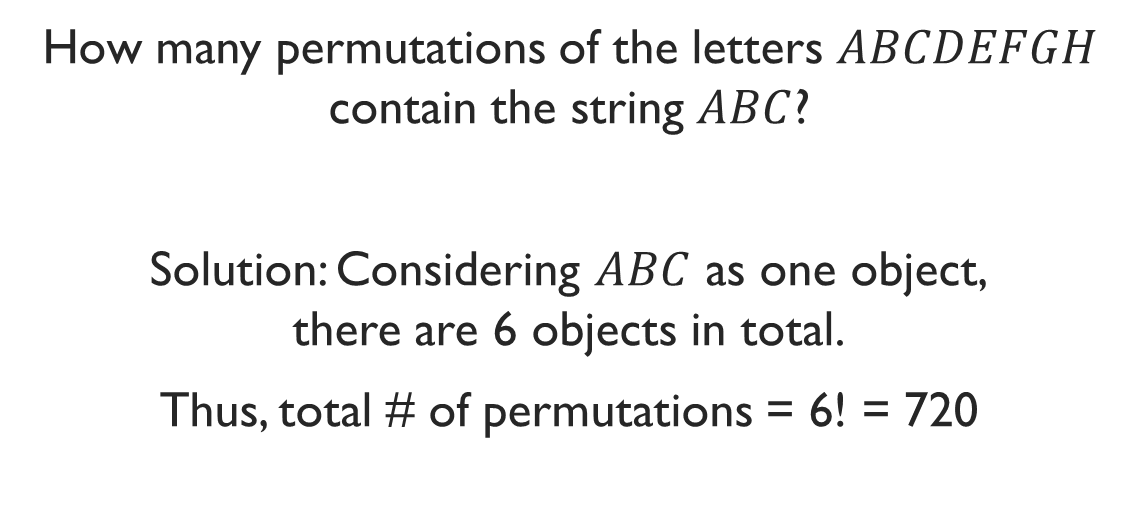 How many permutations of the letters ABCDEFGH
contain the string ABC?
Solution: Considering ABC as one object,
there are 6 objects in total.
Thus, total # of permutations = 6! = 720